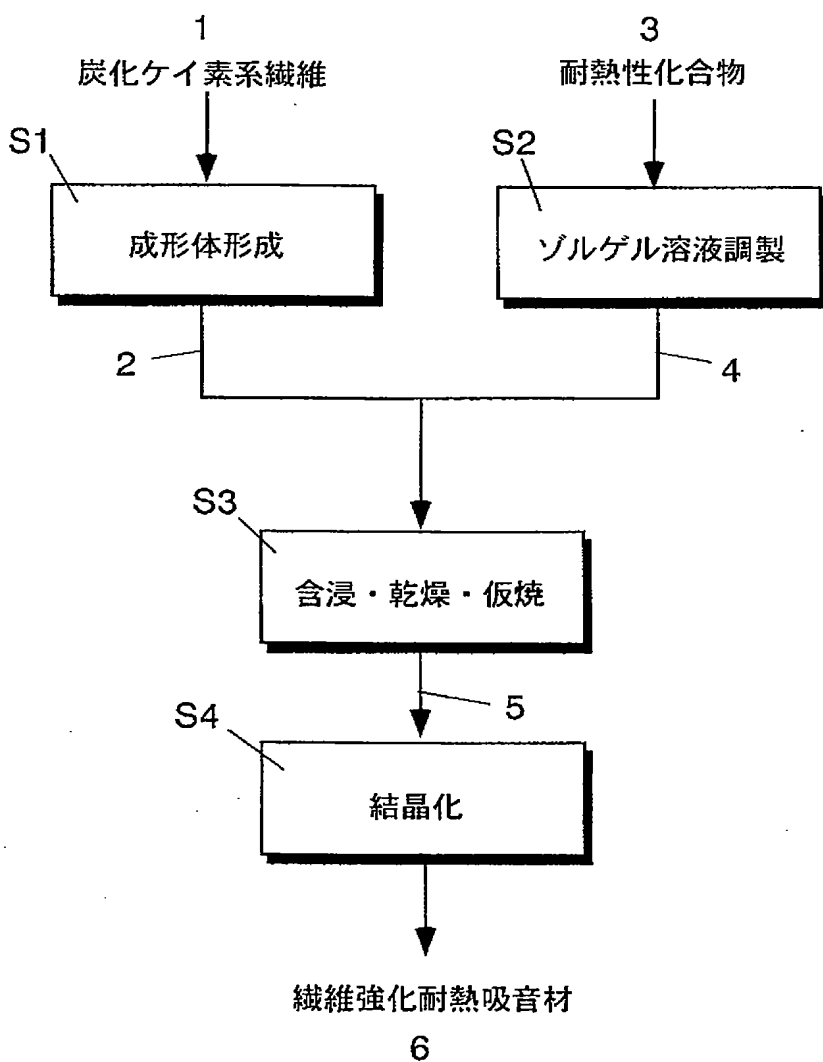 1
炭化ケイ素系繊維
3
耐熱性化合物
S1
成形体形成
S2
ゾルゲル溶液調製
2
4
S3
含浸・乾燥・仮焼
5
S4
結晶化
繊維強化耐熱吸音材
6